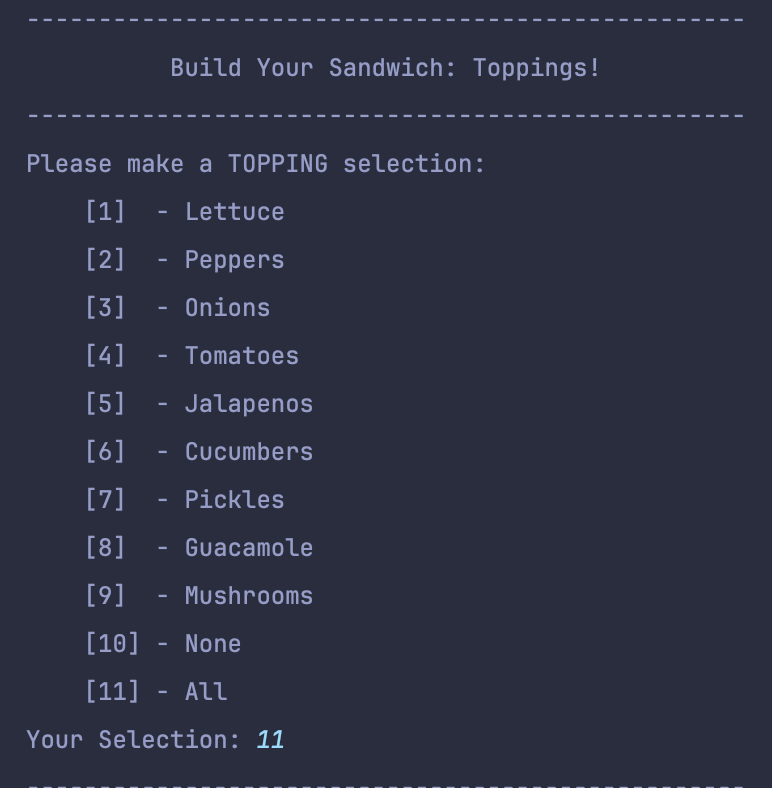 --------------------------------------------------
Build Your Sandwich: Toppings!
--------------------------------------------------
Please make a TOPPING selection:
[1]  - Lettuce
[2]  - Peppers
[3]  - Onions
[4]  - Tomatoes
[5]  - Jalapenos
[6]  - Cucumbers
[7]  - Pickles
[8]  - Guacamole
[9]  - Mushrooms
[10] - None
[11] - All
Your Selection: 11
--------------------------------------------------